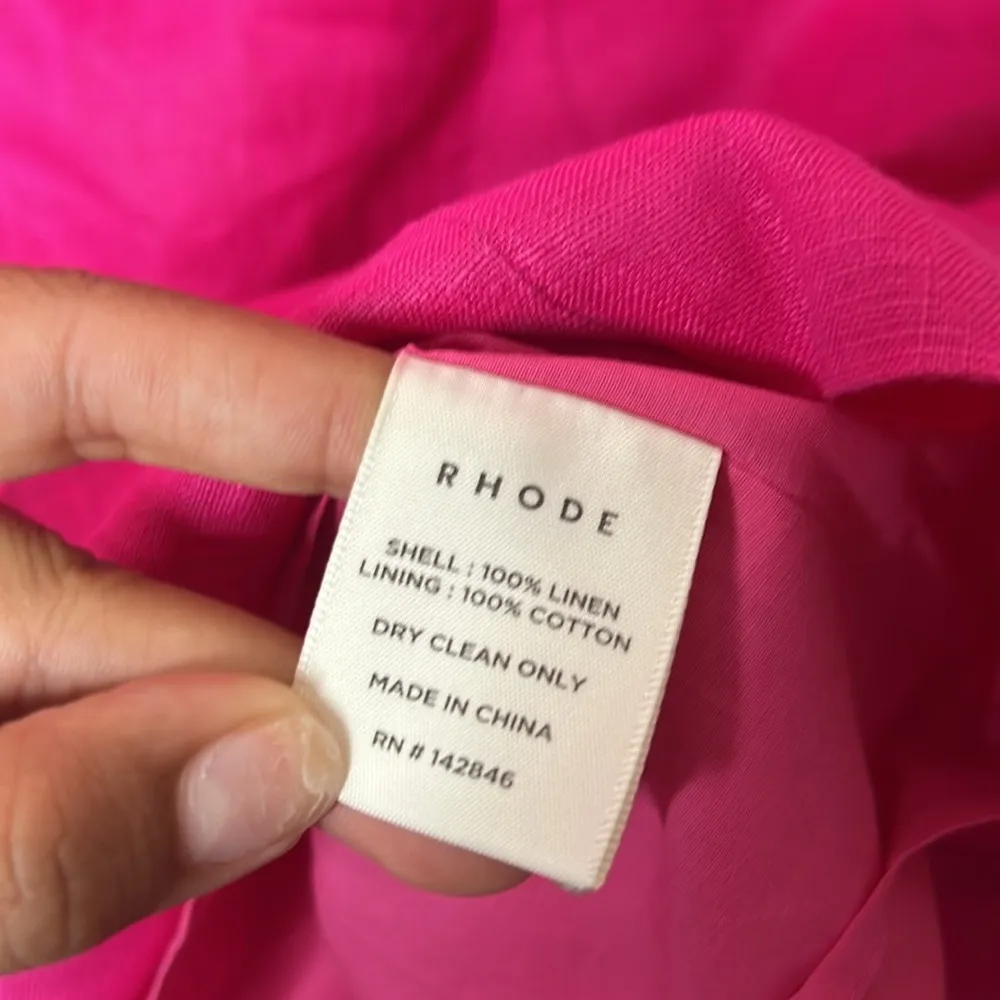 RHODE
SHELL : 100% LINEN
LINING : 100% COTTON
DRY CLEAN ONLY
MADE IN CHINA
RN # 142846